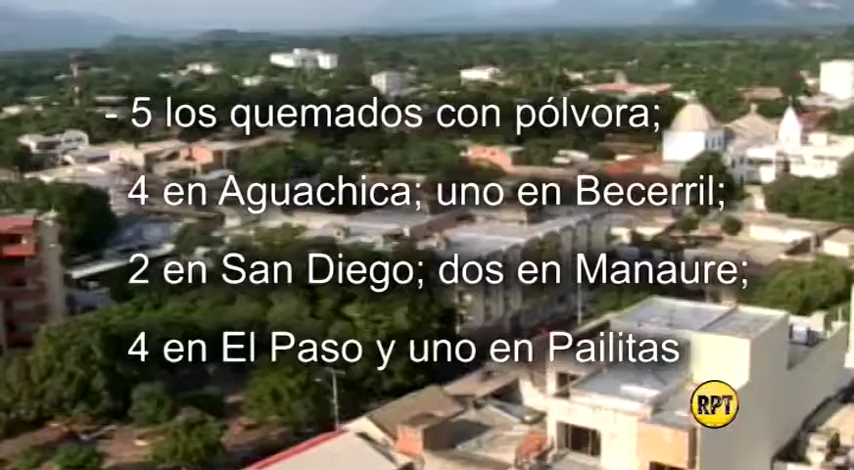 - 5 los quemados con pólvora;
4 en Aguachica; uno en Becerril;
2 en San Diego; dos en Manaure;
4 en El Paso y uno en Pailitas
RPT